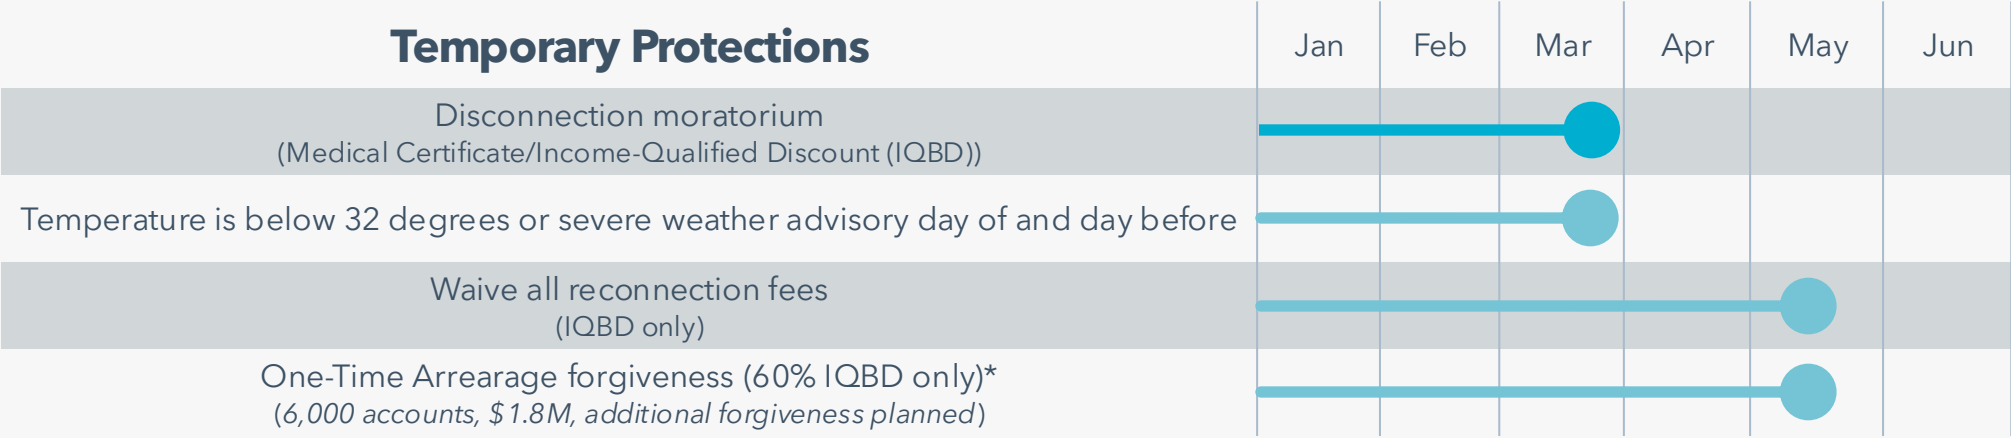 Temporary Protections Jan Feb Mar Apr May Jun
Disconnection moratorium
(Medical Certificate/Income-Qualified Discount (IQBD))
Temperature is below 32 degrees or severe weather advisory day of and day before
Waive all reconnection fees
(IQBD only)
One-Time Arrearage forgiveness (60% IQBD only)*
(6,000 accounts, $1.8M, additional forgiveness planned)